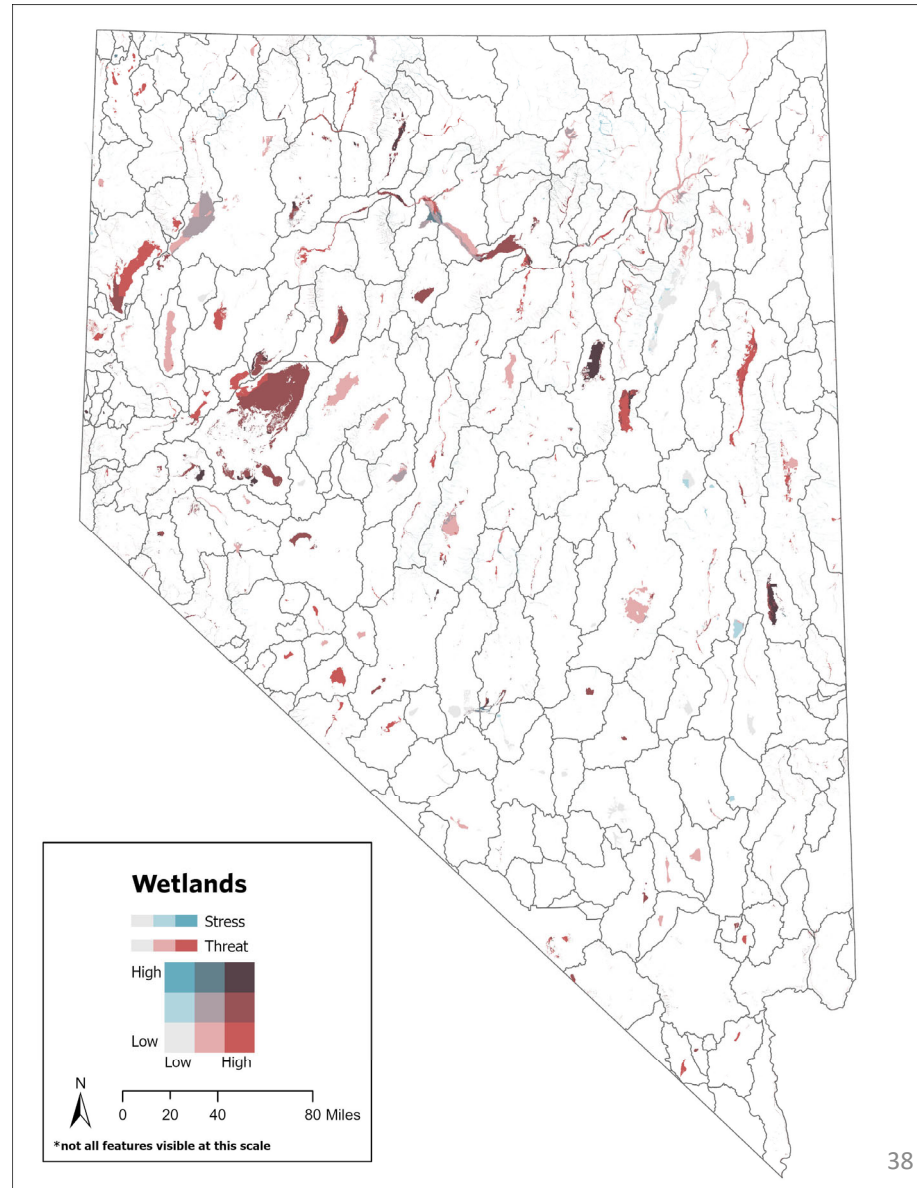 Wetlands
Stress
Threat
High
Low
Low High
N
0 20 40 80 Miles
*not all features visible at this scale
38